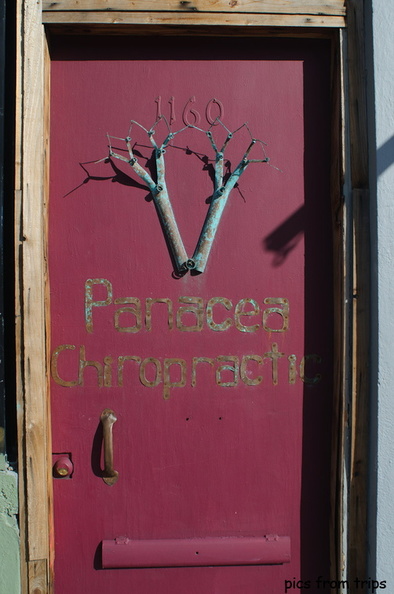 1160
Panacea
Chiropractic
pics from trips